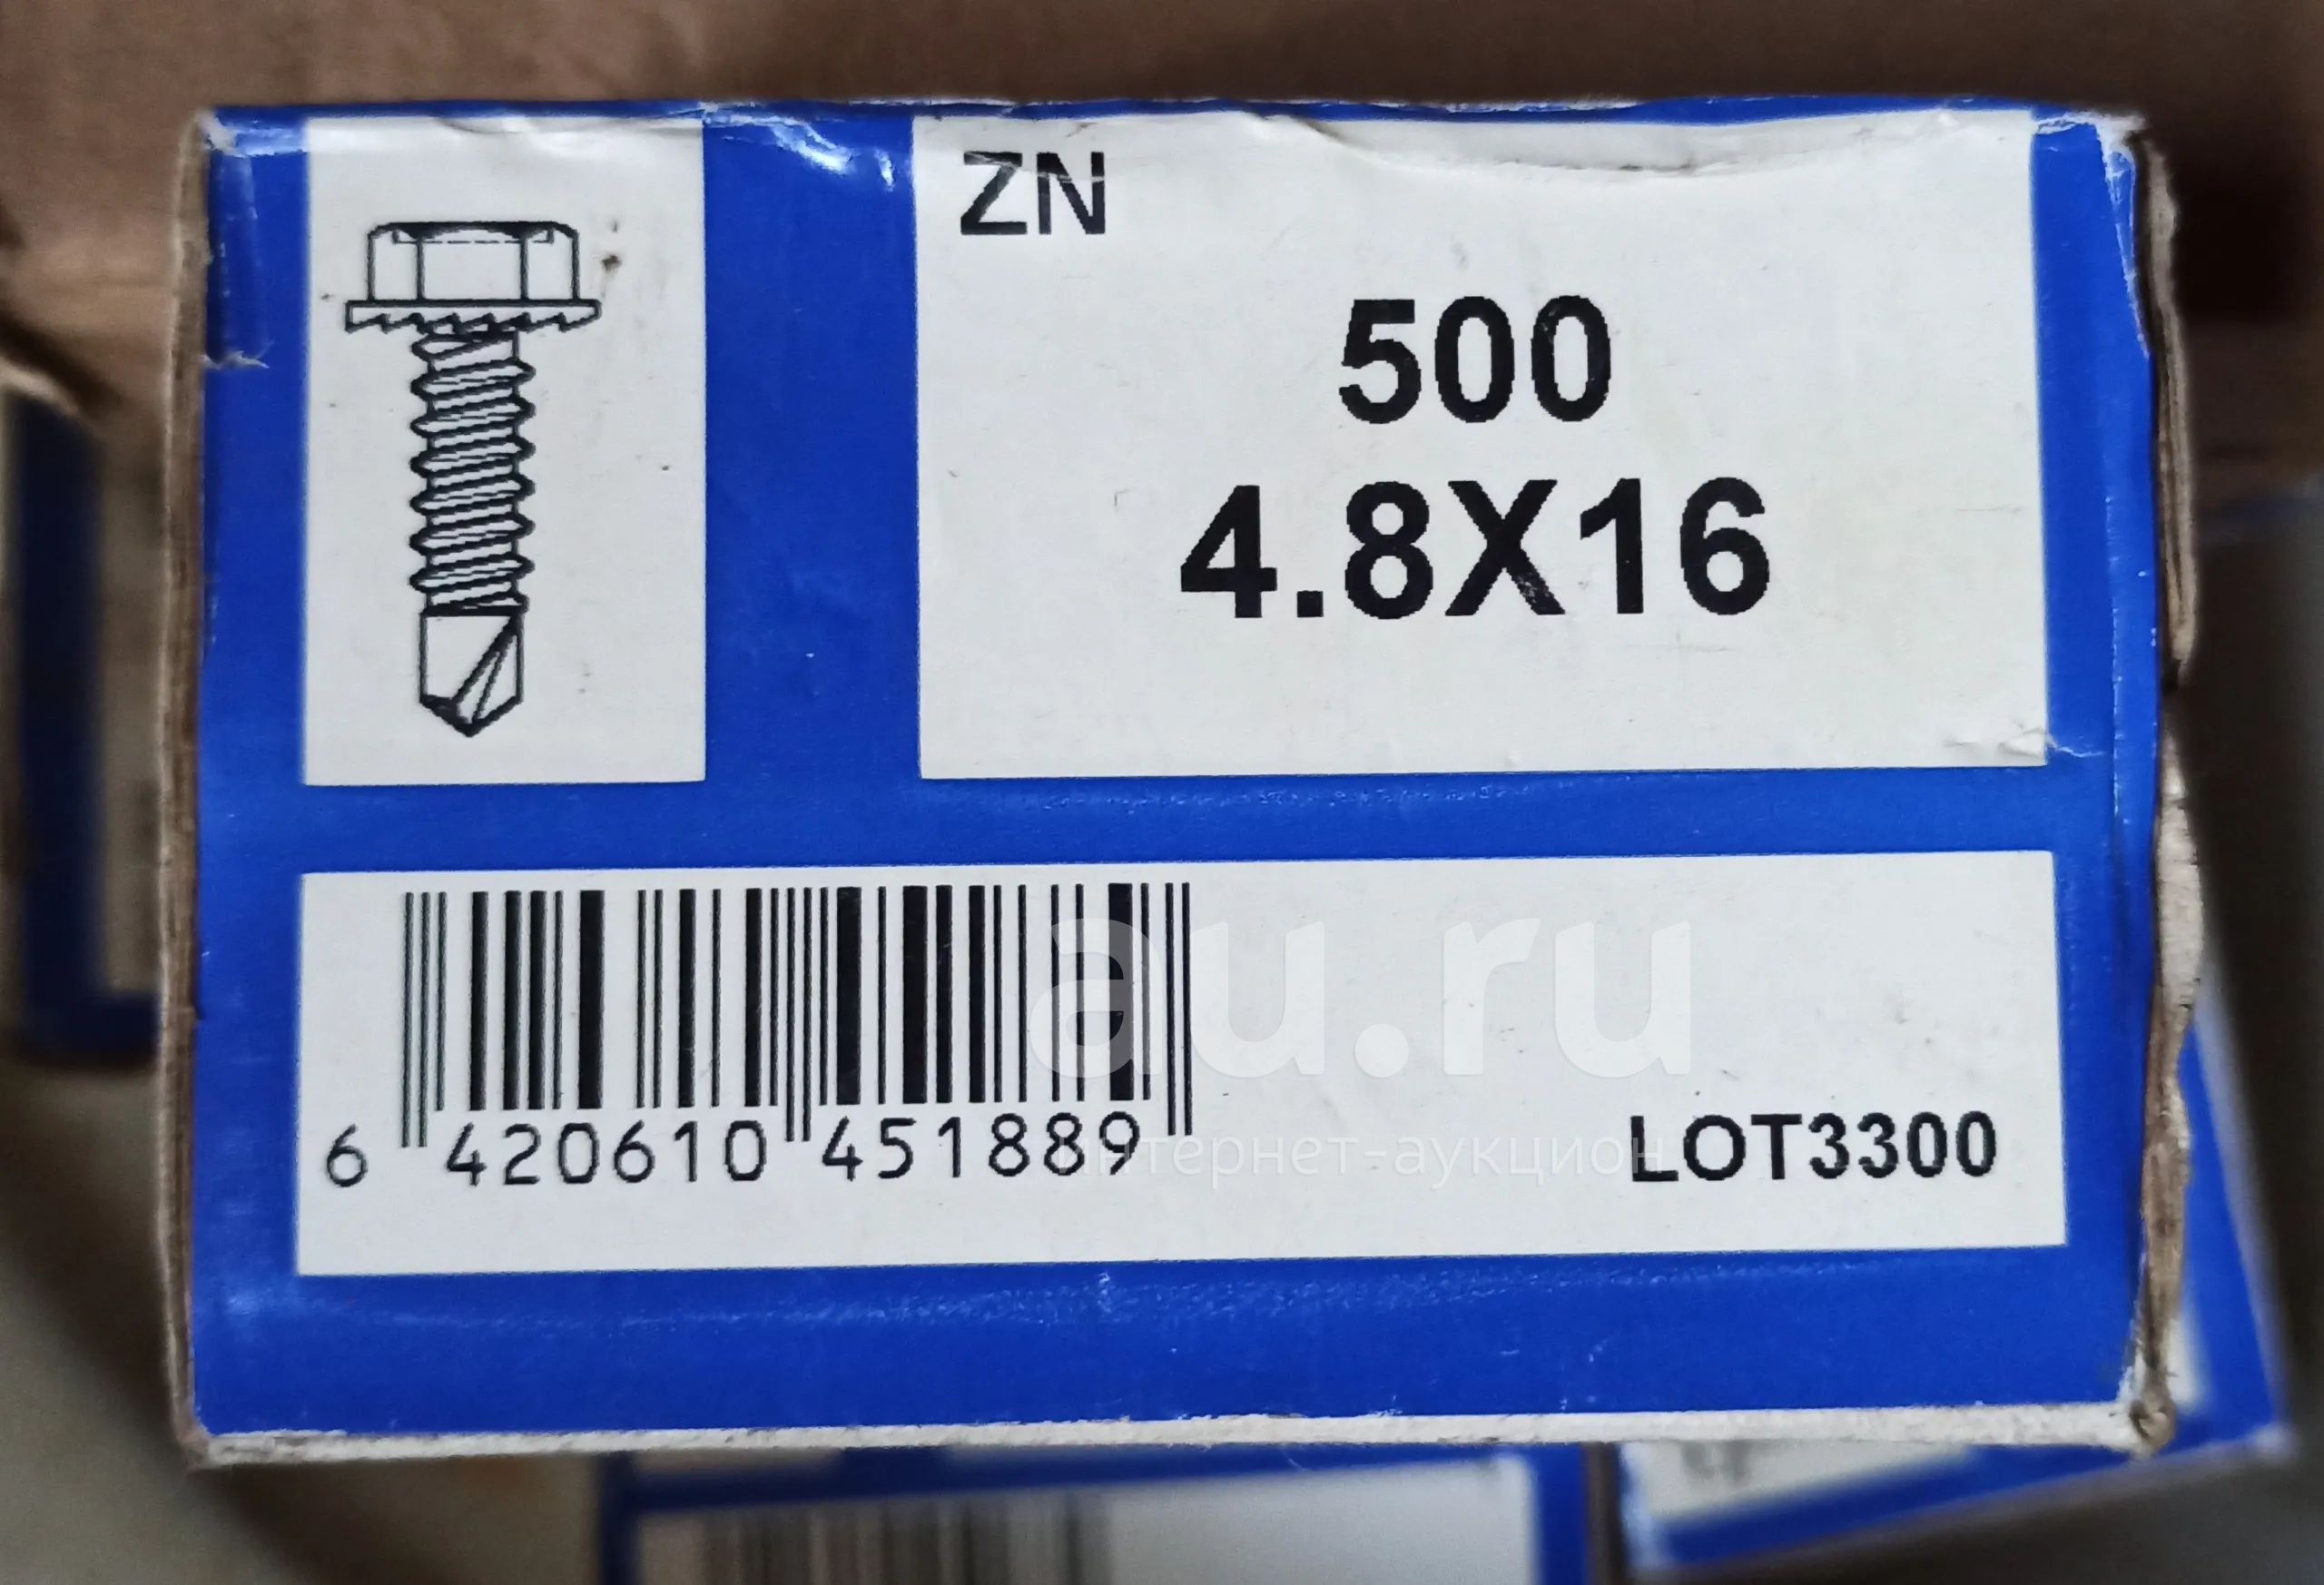 ZN
500
4.8X16
au.ru
интернет-аукцион
6 420610 451889
LOT3300